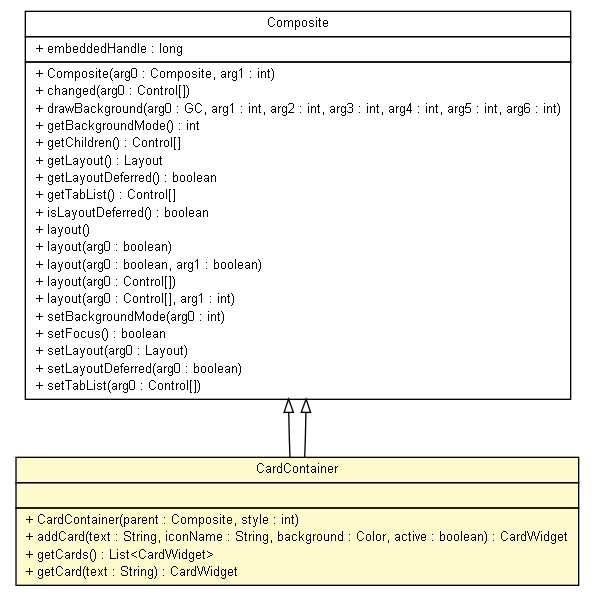 Composite
+ embeddedHandle : long
+ Composite(arg0 : Composite, arg1 : int)
+ changed(arg0 : Control[])
+ drawBackground(arg0 : GC, arg1 : int, arg2 : int, arg3 : int, arg4 : int, arg5 : int, arg6 : int)
+ getBackgroundMode() : int
+ getChildren() : Control[]
+ getLayout() : Layout
+ getLayoutDeferred() : boolean
+ getTabList() : Control[]
+ isLayoutDeferred() : boolean
+ layout()
+ layout(arg0 : boolean)
+ layout(arg0 : boolean, arg1 : boolean)
+ layout(arg0 : Control[])
+ layout(arg0 : Control[], arg1 : int)
+ setBackgroundMode(arg0 : int)
+ setFocus() : boolean
+ setLayout(arg0 : Layout)
+ setLayoutDeferred(arg0 : boolean)
+ setTabList(arg0 : Control[])
CardContainer
+ CardContainer(parent : Composite, style : int)
+ addCard(text : String, iconName : String, background : Color, active : boolean) : CardWidget
+ getCards() : List<CardWidget>
+ getCard(text : String) : CardWidget